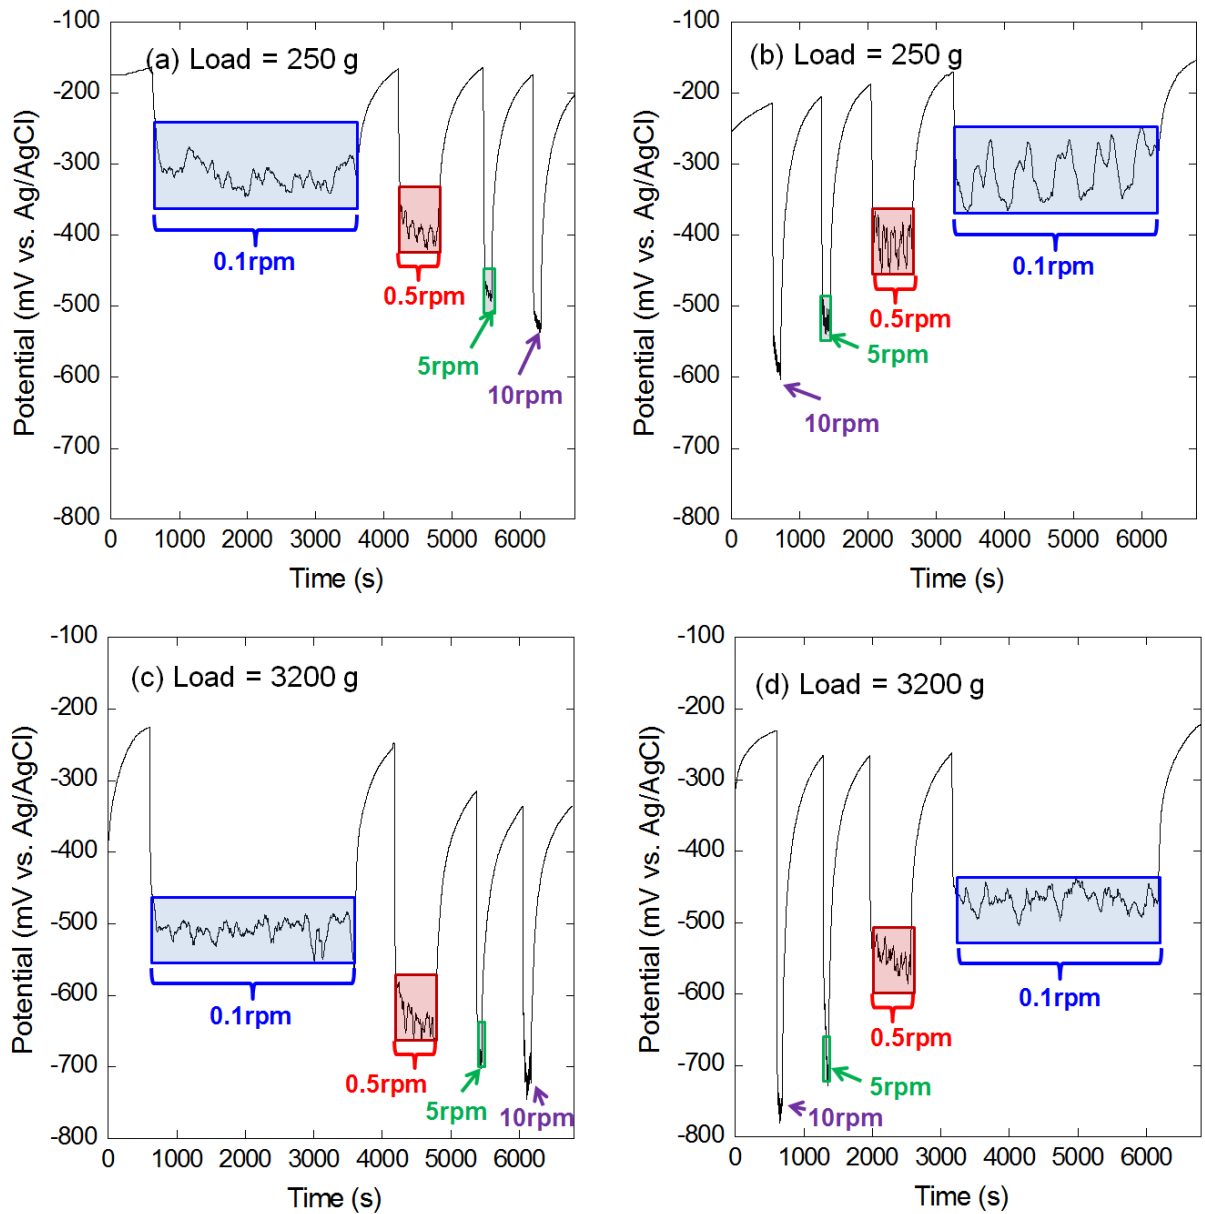 (a) Load = 250 g
-100
-200
-300
-400
-500
-600
-700
-800
0 1000 2000 3000 4000 5000 6000
Potential (mV vs. Ag/AgCl)
Time (s)
0.1rpm
0.5rpm
5rpm
10rpm
(b) Load = 250 g
-100
-200
-300
-400
-500
-600
-700
-800
0 1000 2000 3000 4000 5000 6000
Potential (mV vs. Ag/AgCl)
Time (s)
0.1rpm
0.5rpm
5rpm
10rpm
(c) Load = 3200 g
-100
-200
-300
-400
-500
-600
-700
-800
0 1000 2000 3000 4000 5000 6000
Potential (mV vs. Ag/AgCl)
Time (s)
0.1rpm
0.5rpm
5rpm
10rpm
(d) Load = 3200 g
-100
-200
-300
-400
-500
-600
-700
-800
0 1000 2000 3000 4000 5000 6000
Potential (mV vs. Ag/AgCl)
Time (s)
0.1rpm
0.5rpm
5rpm
10rpm